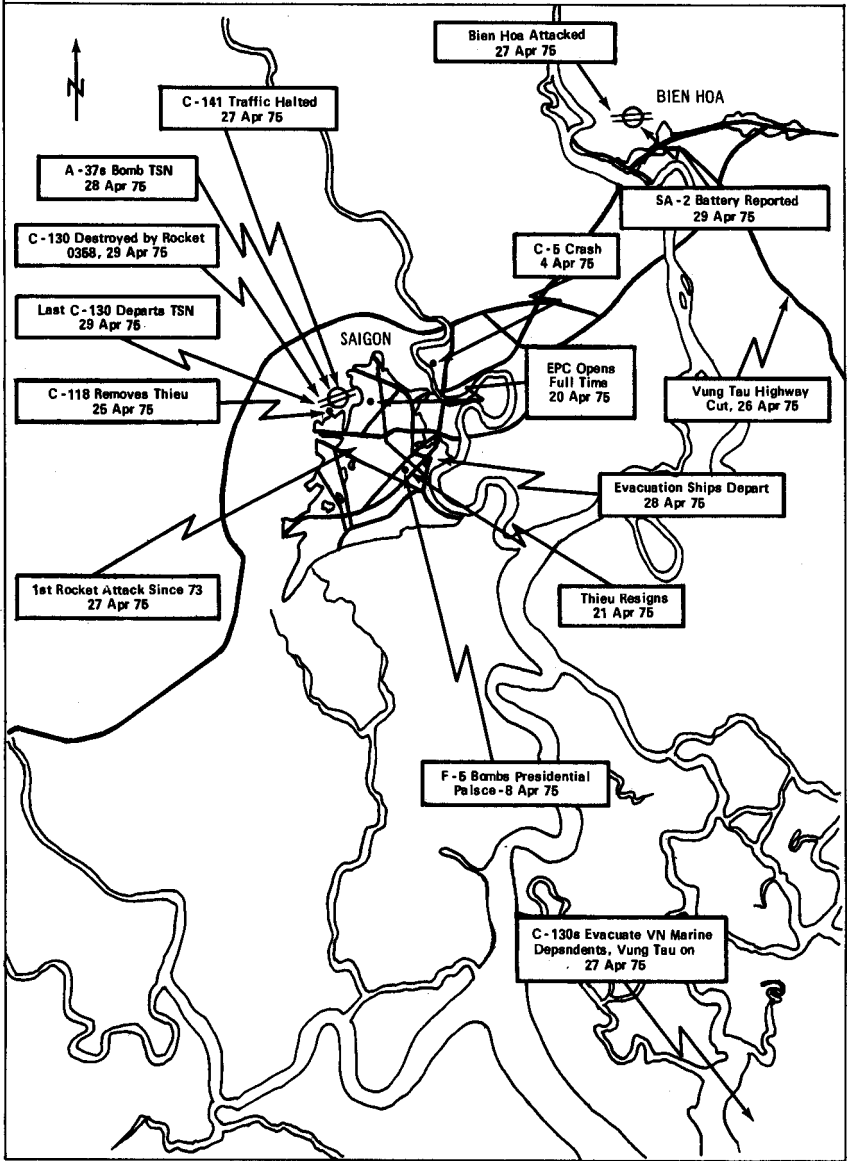 Bien Hoa Attacked
27 Apr 75
N
BIEN HOA
C-141 Traffic Halted
27 Apr 75
A-37s Bomb TSN
28 Apr 75
SA-2 Battery Reported
29 Apr 75
C-130 Destroyed by Rocket
0358, 29 Apr 75
C-5 Crash
4 Apr 75
Last C-130 Departs TSN
29 Apr 75
SAIGON
EPC Opens
Full Time
20 Apr 75
C-118 Removes Thieu
25 Apr 75
Vung Tau Highway
Cut, 26 Apr 75
Evacuation Ships Depart
28 Apr 75
1st Rocket Attack Since 73
27 Apr 75
Thieu Resigns
21 Apr 75
F-5 Bombs Presidential
Palsce-8 Apr 75
C-130s Evacuate VN Marine
Depsndents, Vung Tau on
27 Apr 75